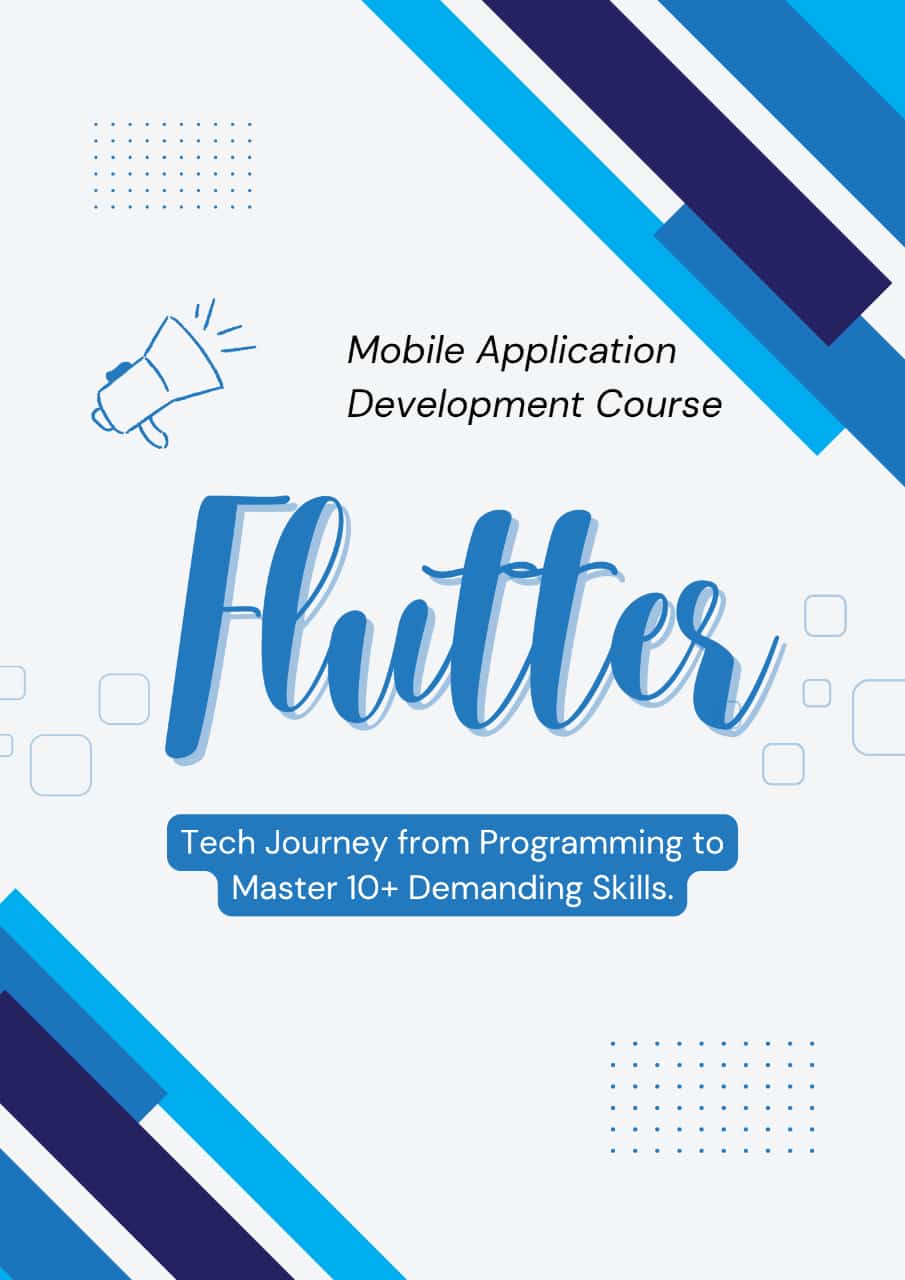 Mobile Application
Development Course
Flutter
Tech Journey from Programming to
Master 10+ Demanding Skills.